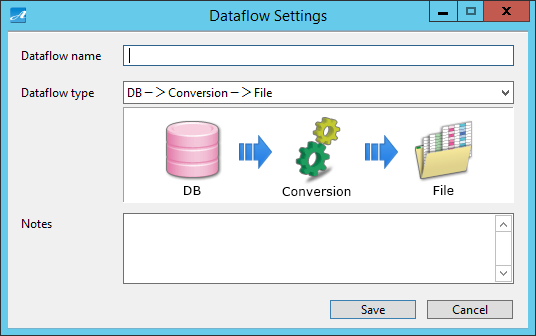 Dataflow Settings
Dataflow name
Dataflow type
DB－＞Conversion－＞File
DB
Conversion
File
Notes
Save
Cancel